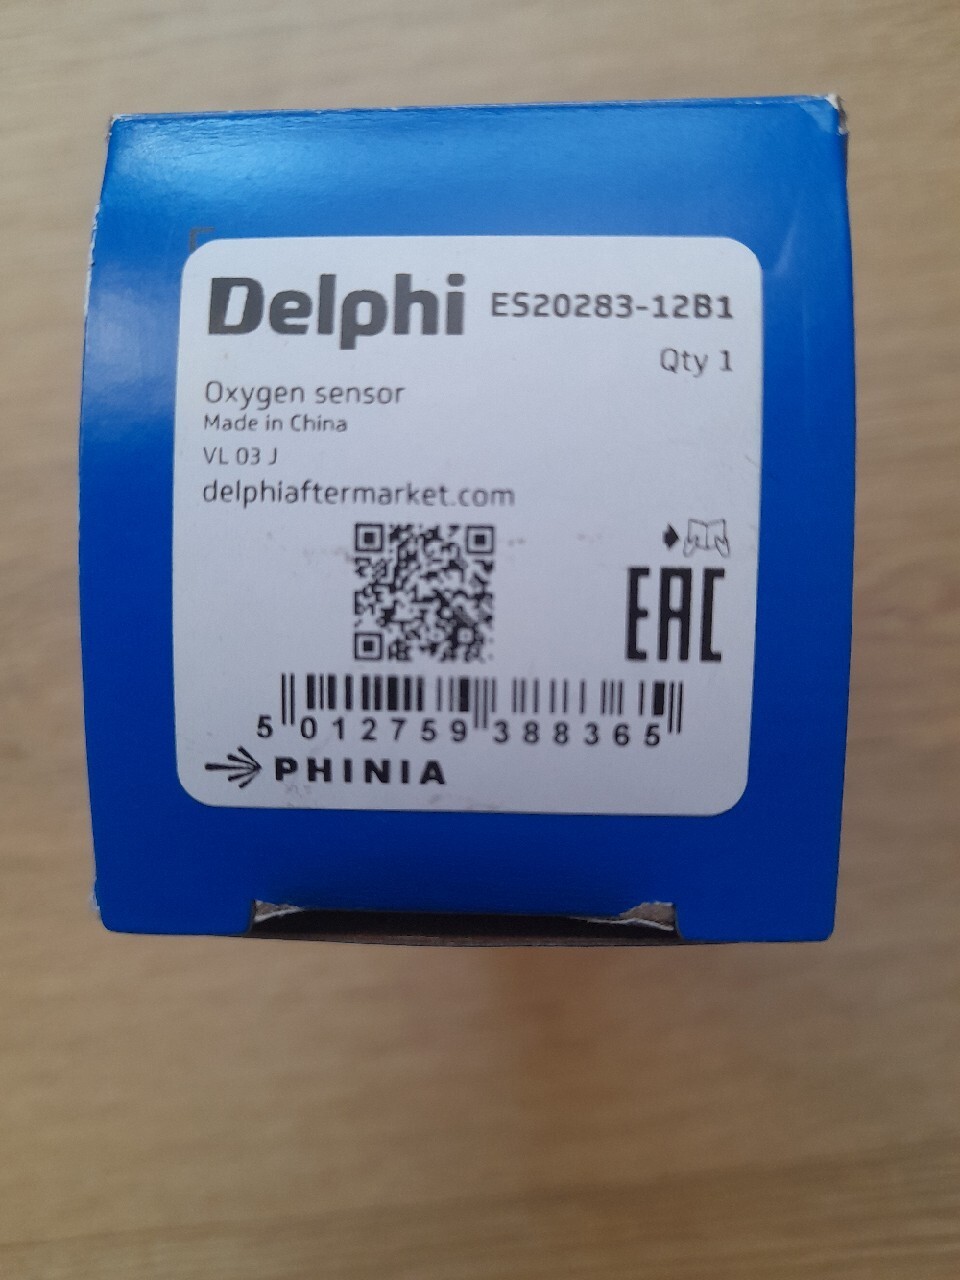 Delphi ES20283-12B1
Qty 1
Oxygen sensor
Made in China
VL 03 J
delphiaftermarket.com
EAC
5 012759 388365
PHINIA